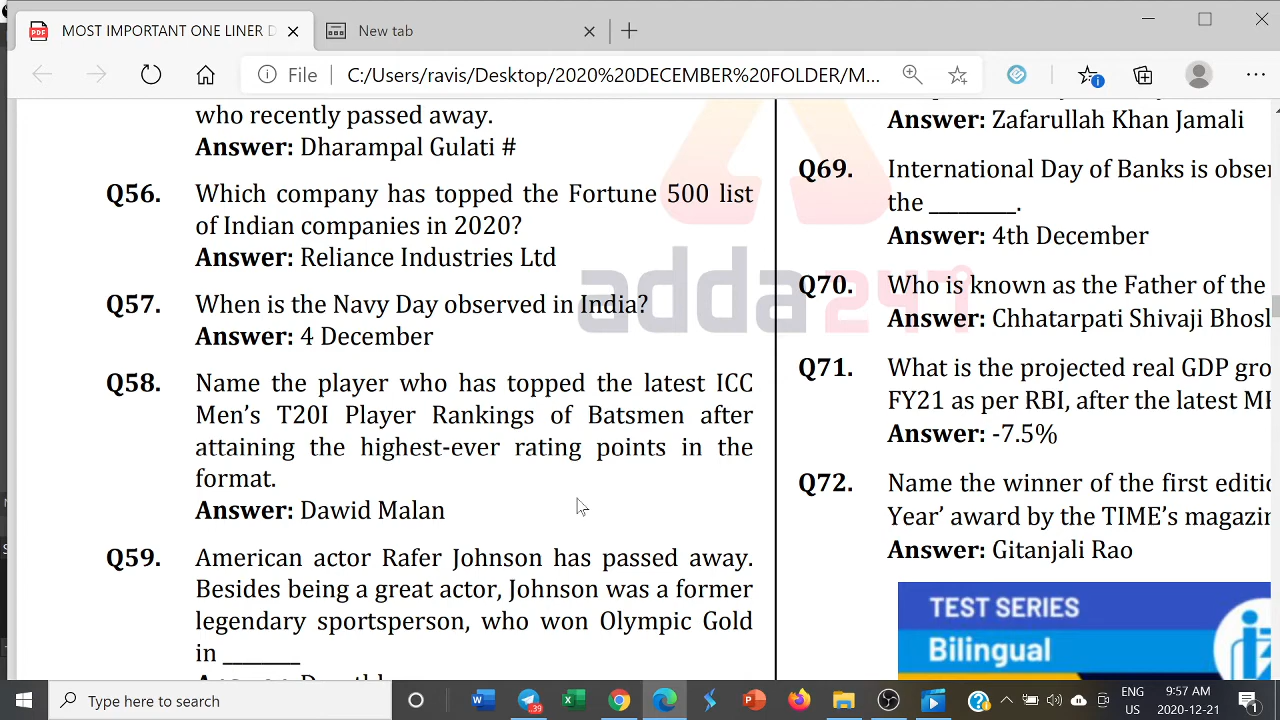 MOST IMPORTANT ONE LINER
New tab
File
C:/Users/ravis/Desktop/2020%20DECEMBER%20FOLDER/M...
who recently passed away.
Answer: Dharampal Gulati #
Q56. Which company has topped the Fortune 500 list
of Indian companies in 2020?
Answer: Reliance Industries Ltd
Q57. When is the Navy Day observed in India?
Answer: 4 December
Q58. Name the player who has topped the latest ICC
Men's T20I Player Rankings of Batsmen after
attaining the highest-ever rating points in the
format.
Answer: Dawid Malan
Q59. American actor Rafer Johnson has passed away.
Besides being a great actor, Johnson was a former
legendary sportsperson, who won Olympic Gold
in ________
adda247
Answer: Zafarullah Khan Jamali
Q69. International Day of Banks is obser
the ________.
Answer: 4th December
Q70. Who is known as the Father of the
Answer: Chhatarpati Shivaji Bhosl
Q71. What is the projected real GDP gro
FY21 as per RBI, after the latest M
Answer: -7.5%
Q72. Name the winner of the first editi
Year' award by the TIME's magazin
Answer: Gitanjali Rao
TEST SERIES
Bilingual
Type here to search
39
ENG
US
9:57 AM
2020-12-21
1